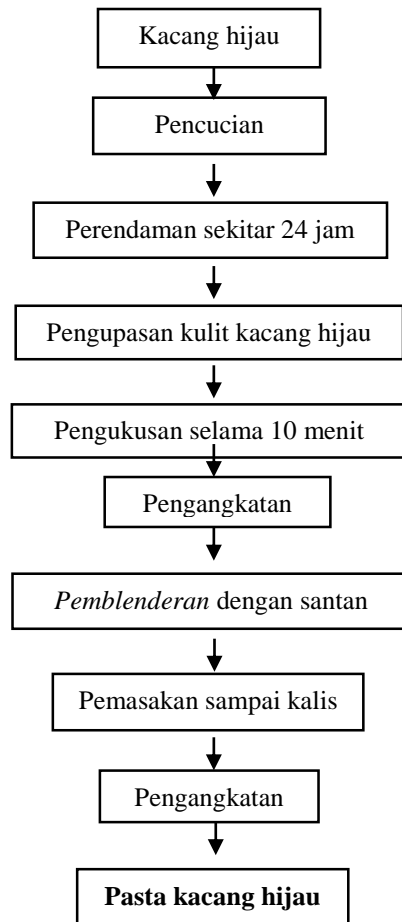 Kacang hijau
Pencucian
Perendaman sekitar 24 jam
Pengupasan kulit kacang hijau
Pengukusan selama 10 menit
Pengangkatan
Pemblenderan dengan santan
Pemasakan sampai kalis
Pengangkatan
Pasta kacang hijau